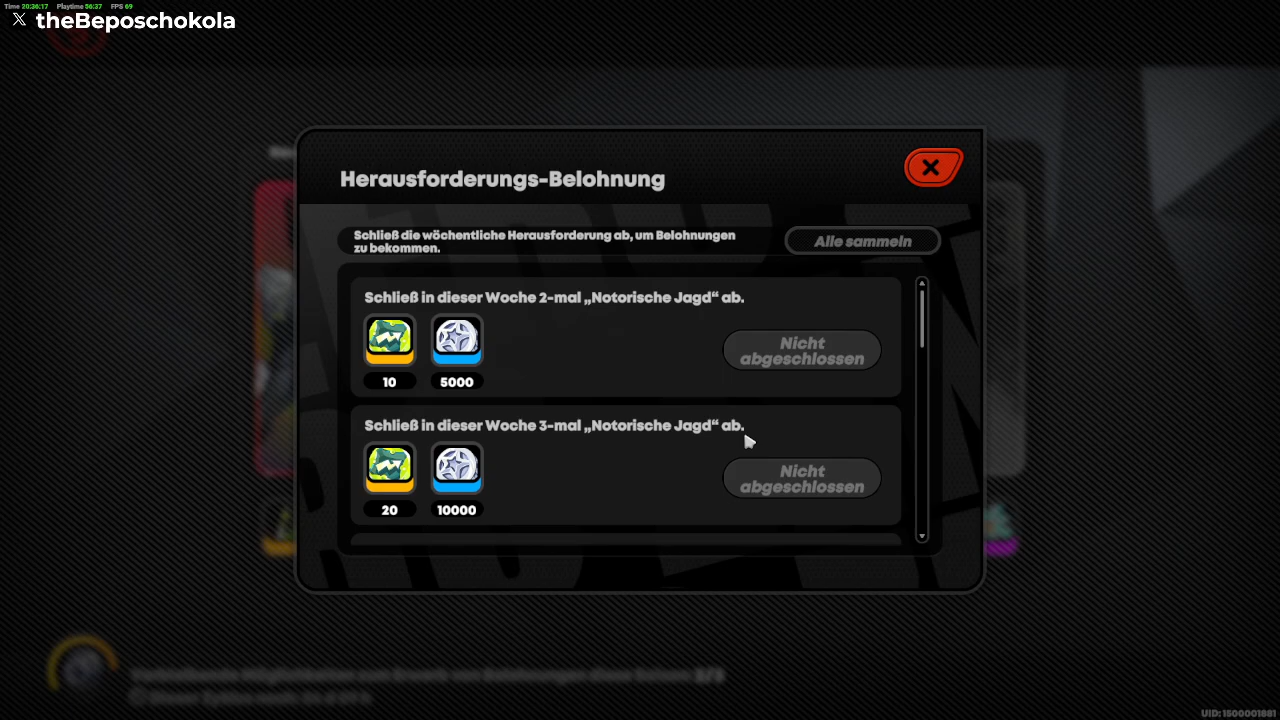 Time 20:36:17 Playtime 56:37 FPS 69
X theBeposchokola
Herausforderungs-Belohnung
Schließ die wöchentliche Herausforderung ab, um Belohnungen
zu bekommen.
Alle sammeln
Schließ in dieser Woche 2-mal „Notorische Jagd“ ab.
10
5000
Nicht
abgeschlossen
Schließ in dieser Woche 3-mal „Notorische Jagd“ ab.
20
10000
Nicht
abgeschlossen
UID: 1500001881